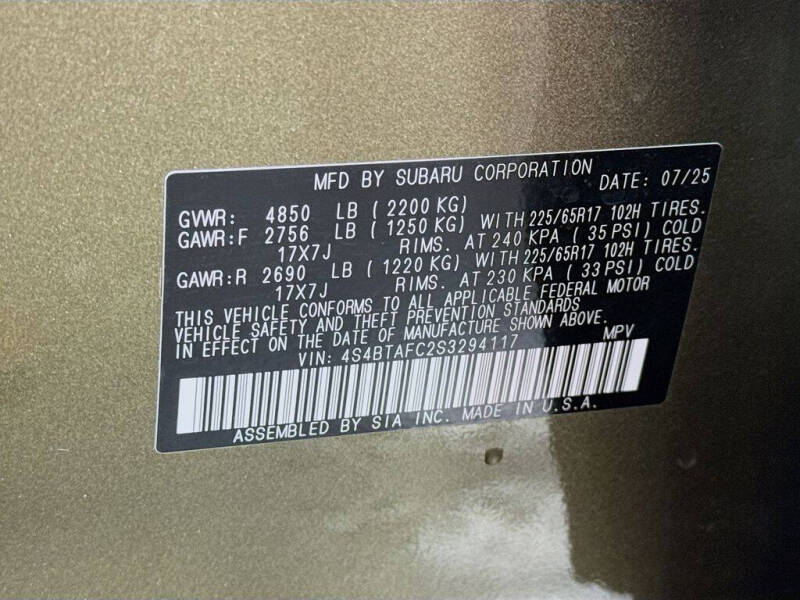 MFD BY SUBARU CORPORATION DATE: 07/25
GVWR: 4850 LB ( 2200 KG)
GAWR:F 2756 LB ( 1250 KG) WITH 225/65R17 102H TIRES.
17X7J RIMS. AT 240 KPA ( 35 PSI) COLD
GAWR:R 2690 LB ( 1220 KG) WITH 225/65R17 102H TIRES.
17X7J RIMS. AT 230 KPA ( 33 PSI) COLD
THIS VEHICLE CONFORMS TO ALL APPLICABLE FEDERAL MOTOR
VEHICLE SAFETY AND THEFT PREVENTION STANDARDS
IN EFFECT ON THE DATE OF MANUFACTURE SHOWN ABOVE.
VIN: 4S4BTAFC2S3294117 MPV
ASSEMBLED BY SIA INC. MADE IN U.S.A.